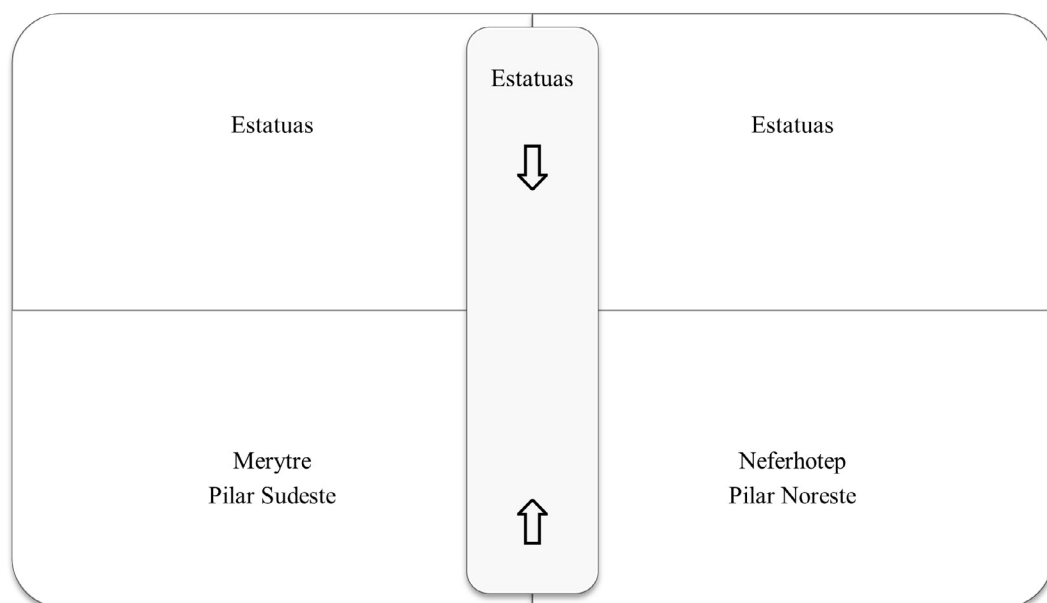 Estatuas
Estatuas
Estatuas
Merytre
Pilar Sudeste
Neferhotep
Pilar Noreste